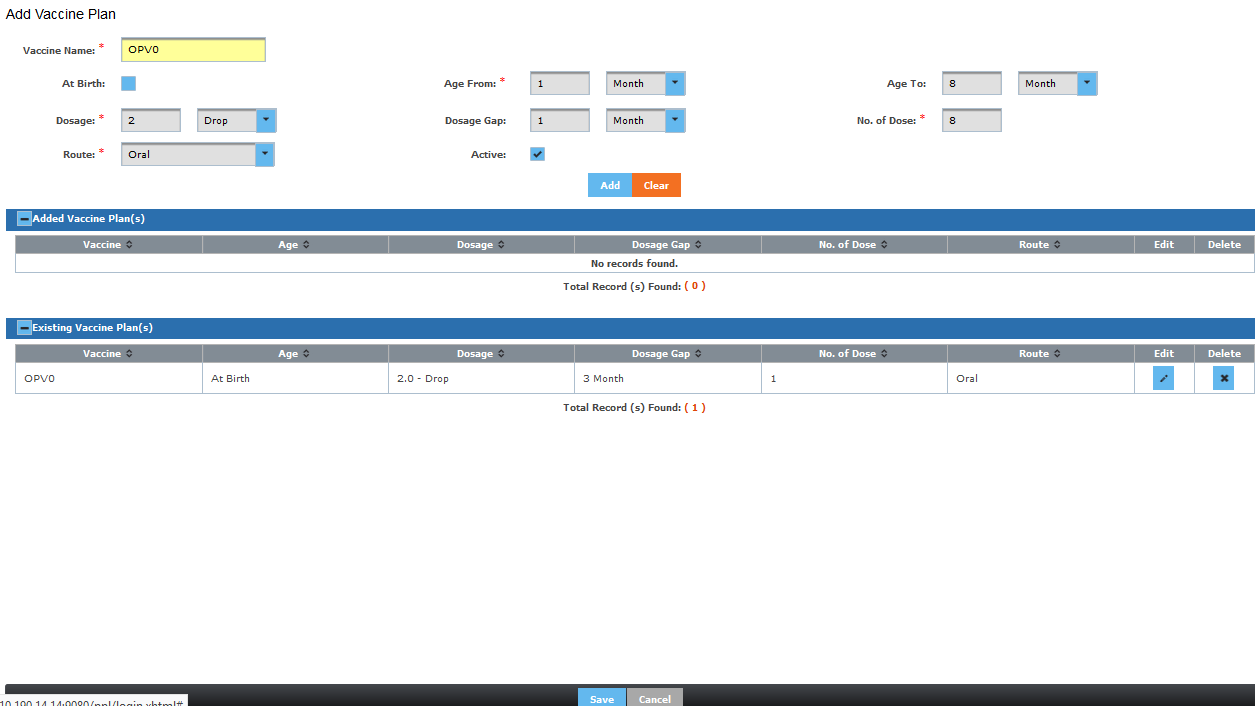 Add Vaccine Plan
Vaccine Name: * OPV0
At Birth: Age From: * 1 Month Age To: 8 Month
Dosage: * 2 Drop Dosage Gap: 1 Month No. of Dose: * 8
Route: * Oral Active:
Add Clear
Added Vaccine Plan(s)
Vaccine Age Dosage Dosage Gap No. of Dose Route Edit Delete
No records found.
Total Record (s) Found: ( 0 )
Existing Vaccine Plan(s)
Vaccine Age Dosage Dosage Gap No. of Dose Route Edit Delete
OPV0 At Birth 2.0 - Drop 3 Month 1 Oral
Total Record (s) Found: ( 1 )
Save Cancel
10.190.14.14:9080/nnl/login.xhtml#